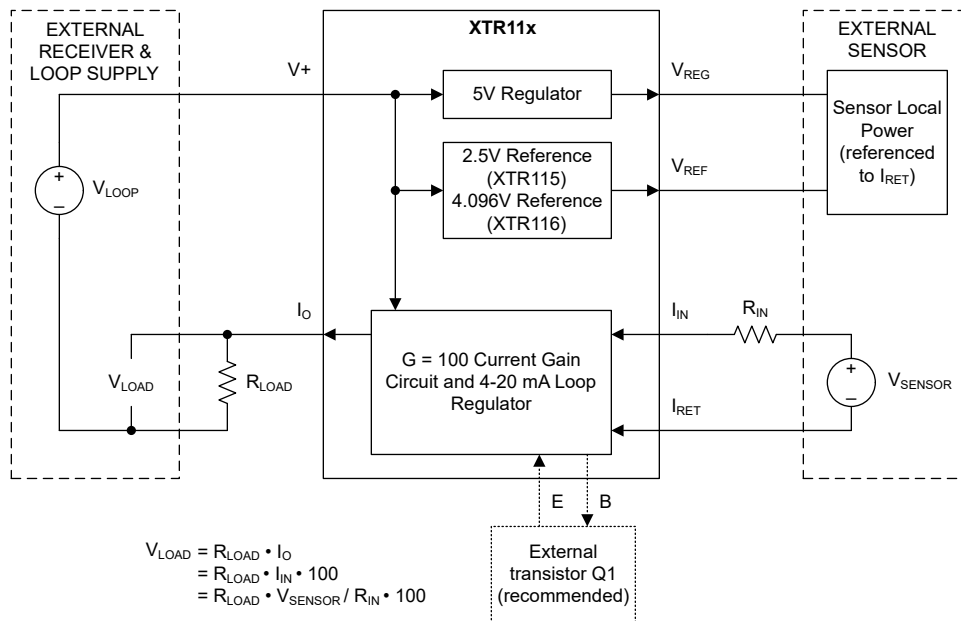 EXTERNAL
RECEIVER &
LOOP SUPPLY
XTR11x
EXTERNAL
SENSOR
V+
VREG
5V Regulator
Sensor Local
Power
(referenced
to IRET)
2.5V Reference
(XTR115)
4.096V Reference
(XTR116)
VREF
+
VLOOP
–
IO
IIN
RIN
G = 100 Current Gain
Circuit and 4-20 mA Loop
Regulator
VLOAD
RLOAD
+
VSENSOR
–
IRET
E
B
External
transistor Q1
(recommended)
VLOAD = RLOAD • IO
= RLOAD • IIN • 100
= RLOAD • VSENSOR / RIN • 100